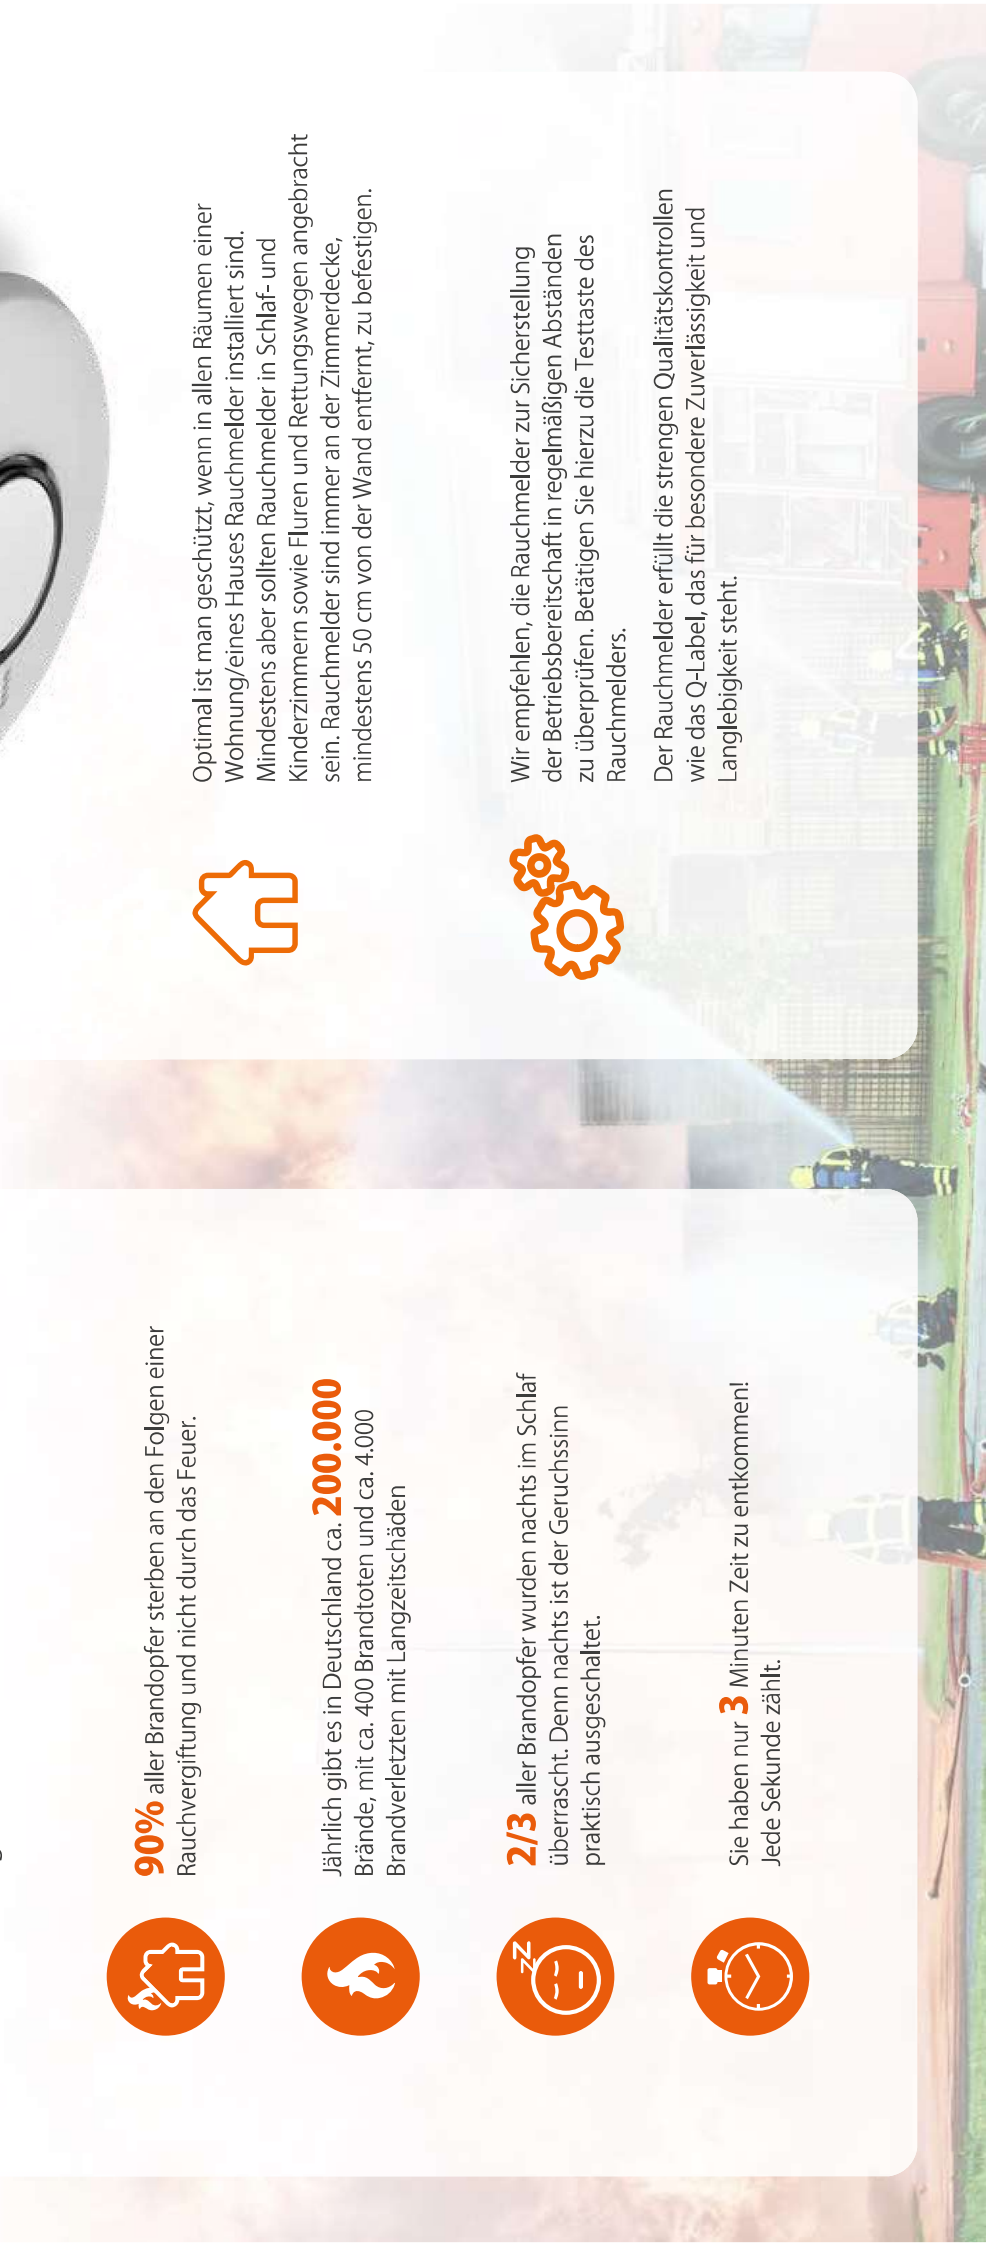 90% aller Brandopfer sterben an den Folgen einer
Rauchvergiftung und nicht durch das Feuer.
Jährlich gibt es in Deutschland ca. 200.000
Brände, mit ca. 400 Brandtoten und ca. 4.000
Brandverletzten mit Langzeitschäden
2/3 aller Brandopfer wurden nachts im Schlaf
überrascht. Denn nachts ist der Geruchssinn
praktisch ausgeschaltet.
Sie haben nur 3 Minuten Zeit zu entkommen!
Jede Sekunde zählt.
Optimal ist man geschützt, wenn in allen Räumen einer
Wohnung/eines Hauses Rauchmelder installiert sind.
Mindestens aber sollten Rauchmelder in Schlaf- und
Kinderzimmern sowie Fluren und Rettungswegen angebracht
sein. Rauchmelder sind immer an der Zimmerdecke,
mindestens 50 cm von der Wand entfernt, zu befestigen.
Wir empfehlen, die Rauchmelder zur Sicherstellung
der Betriebsbereitschaft in regelmäßigen Abständen
zu überprüfen. Betätigen Sie hierzu die Testtaste des
Rauchmelders.
Der Rauchmelder erfüllt die strengen Qualitätskontrollen
wie das Q-Label, das für besondere Zuverlässigkeit und
Langlebigkeit steht.